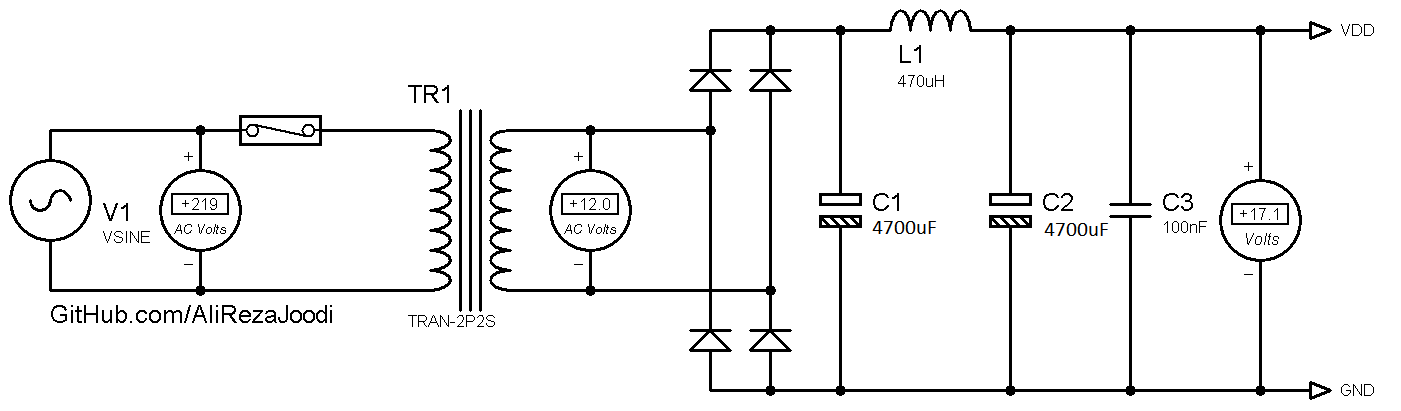 L1
470uH
VDD
TR1
V1
VSINE
+
+219
AC Volts
−
+
+12.0
AC Volts
−
C1
4700uF
C2
4700uF
C3
100nF
+
+17.1
Volts
−
GitHub.com/AliRezaJoodi
TRAN-2P2S
GND